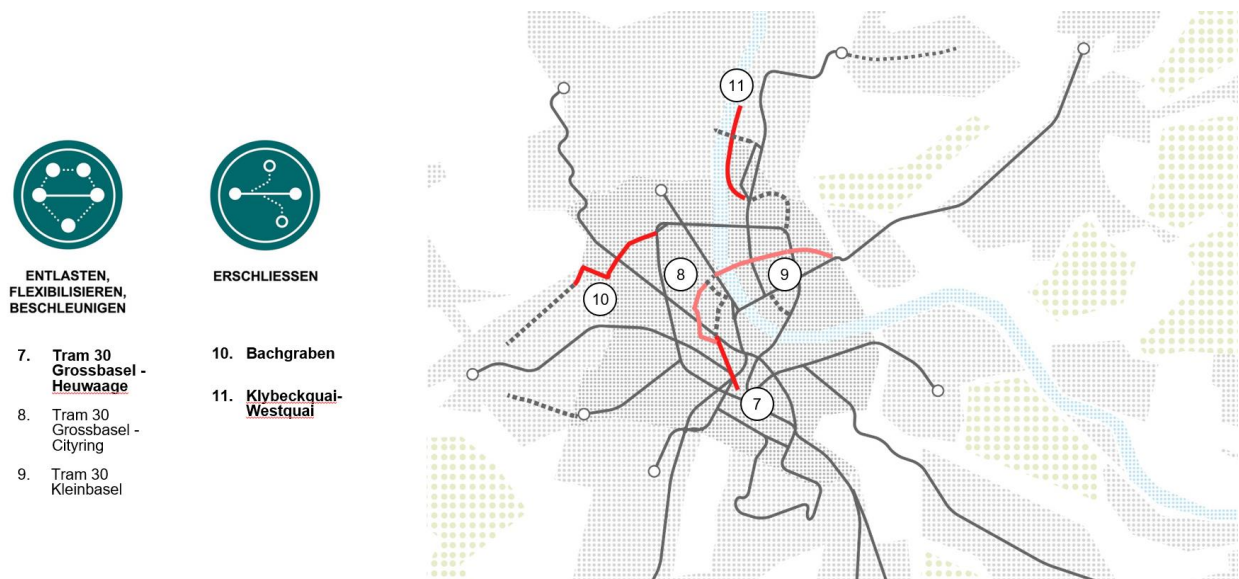 ENTLASTEN,
FLEXIBILISIEREN,
BESCHLEUNIGEN
7. Tram 30
Grossbasel -
Heuwaage
8. Tram 30
Grossbasel -
Cityring
9. Tram 30
Kleinbasel
ERSCHLIESSEN
10. Bachgraben
11. Klybeckquai-
Westquai
11
8
9
10
7